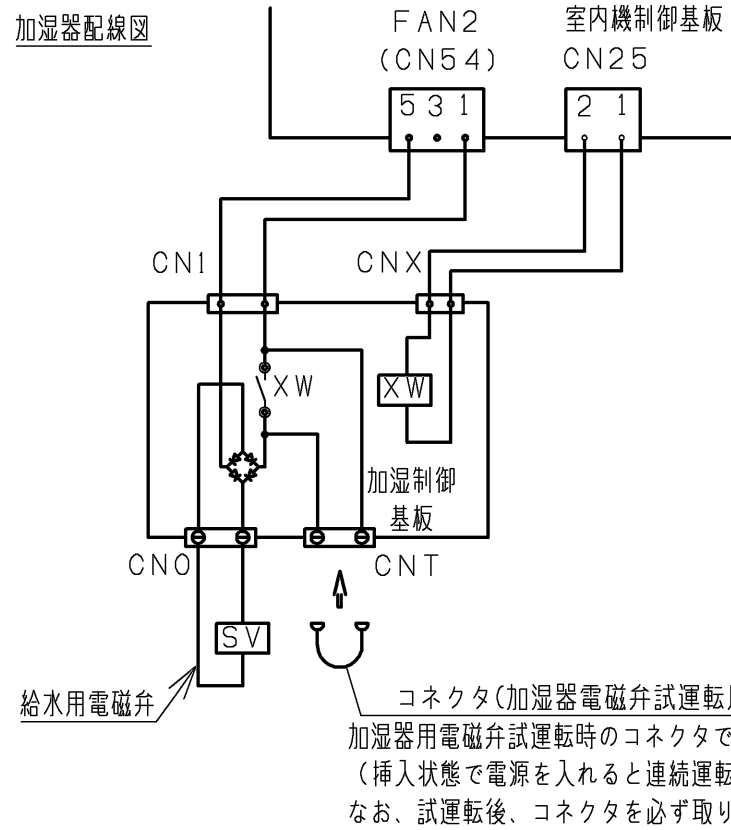 加湿器配線図
FAN2
(CN54)
室内機制御基板
CN25
5 3 1
2 1
CN1
CNX
XW
XW
加湿制御
基板
CNO
CNT
SV
給水用電磁弁
コネクタ(加湿器電磁弁試運転
加湿器用電磁弁試運転時のコネクタで
(挿入状態で電源を入れると連続運転
なお、試運転後、コネクタを必ず取り